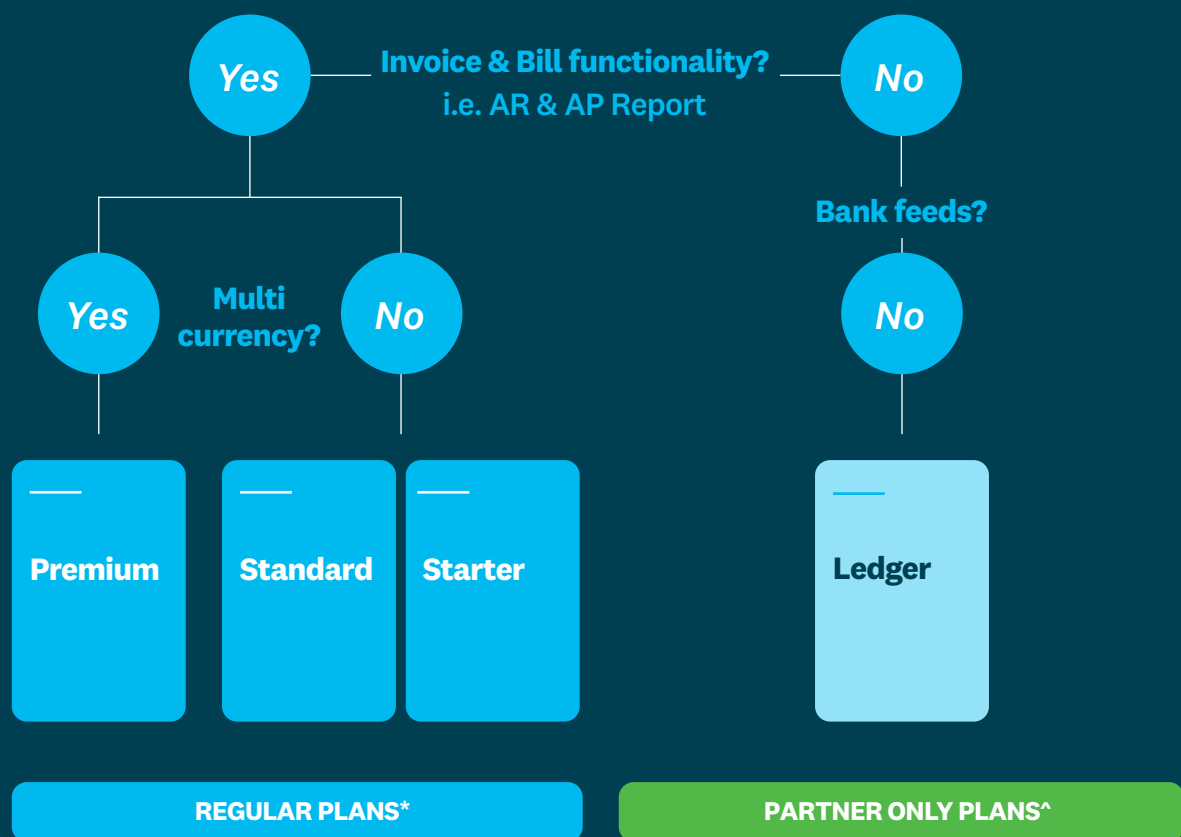 Yes
Invoice & Bill functionality?
i.e. AR & AP Report
No
Bank feeds?
Yes
Multi
currency?
No
No
Premium
Standard
Starter
Ledger
REGULAR PLANS*
PARTNER ONLY PLANS^